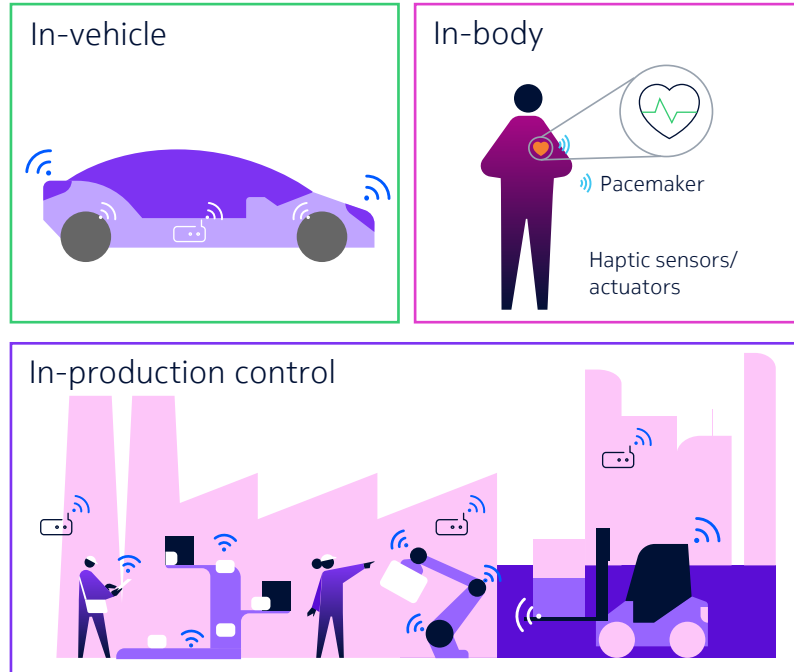 In-vehicle
In-body
Pacemaker
Haptic sensors/
actuators
In-production control